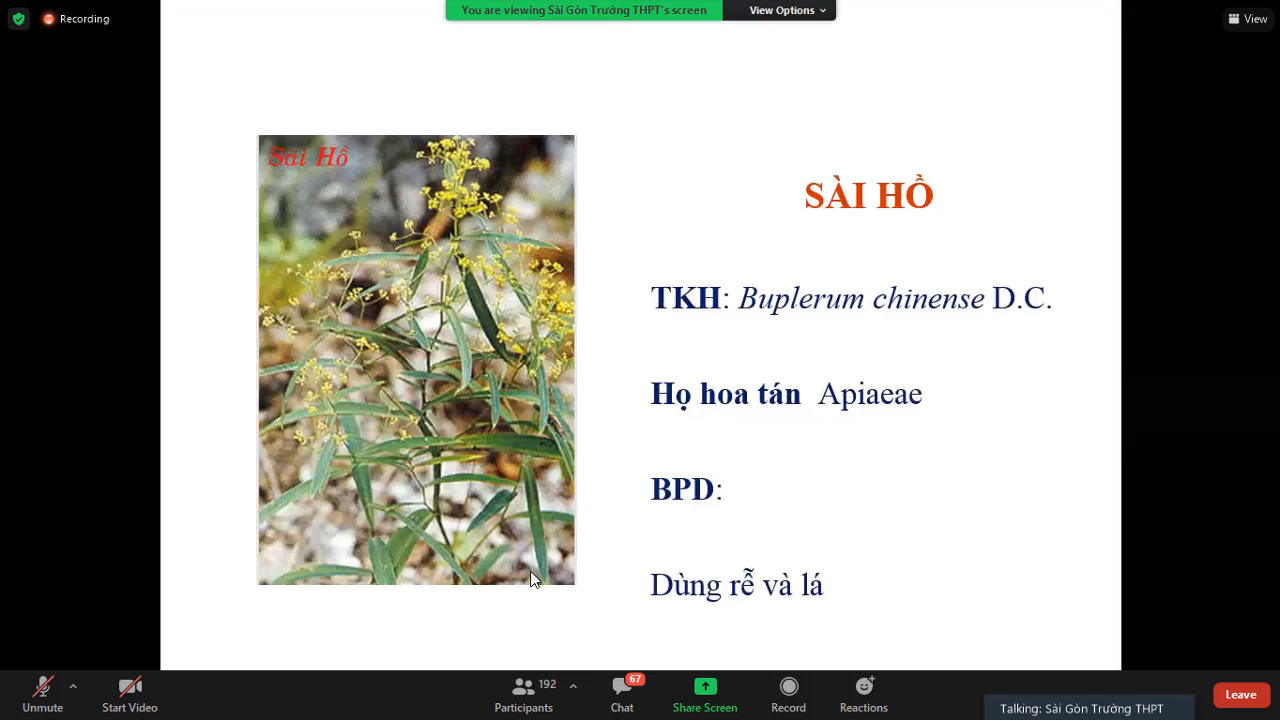 You are viewing Sài Gòn Trường THPT's screen
View Options
Recording
View
Sài Hồ
SÀI HỒ
TKH: Buplerum chinense D.C.
Họ hoa tán Apiaeae
BPD:
Dùng rễ và lá
Unmute
Start Video
192
Participants
67
Chat
Share Screen
Record
Reactions
Talking: Sài Gòn Trường THPT
Leave